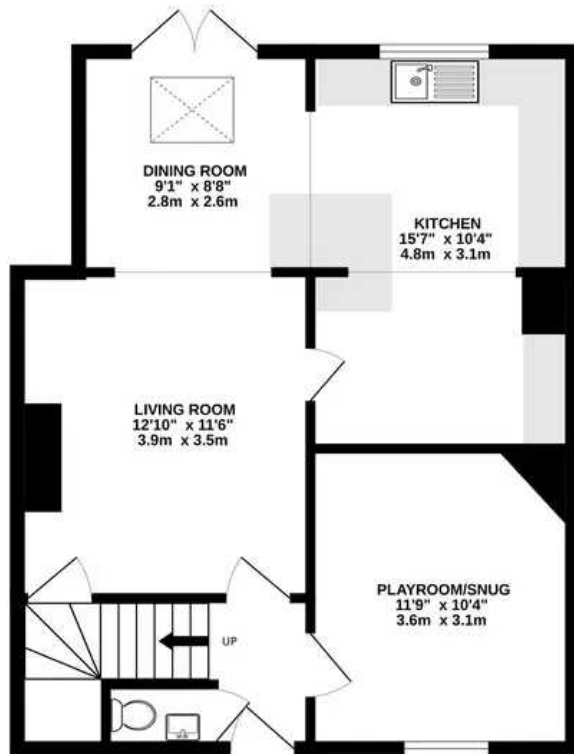 DINING ROOM
9'1" x 8'8"
2.8m x 2.6m
KITCHEN
15'7" x 10'4"
4.8m x 3.1m
LIVING ROOM
12'10" x 11'6"
3.9m x 3.5m
PLAYROOM/SNUG
11'9" x 10'4"
3.6m x 3.1m
UP